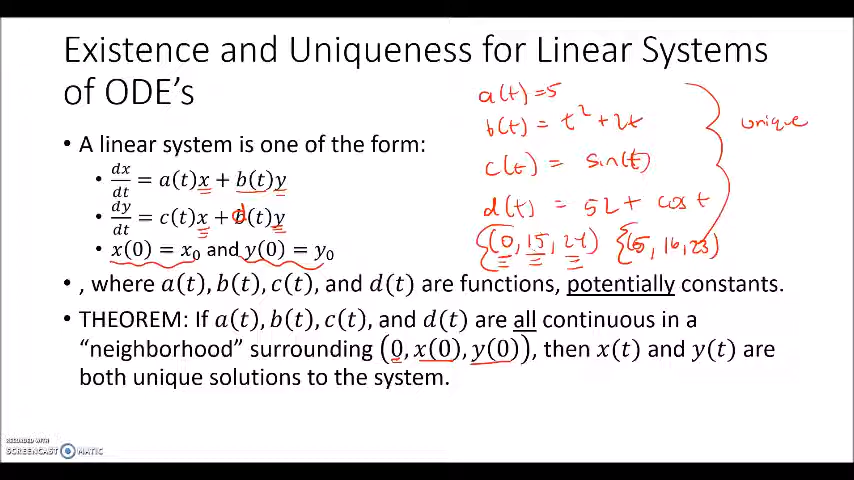 Existence and Uniqueness for Linear Systems
of ODE's
• A linear system is one of the form:
• dx/dt = a(t)x + b(t)y
• dy/dt = c(t)x + d(t)y
• x(0) = x₀ and y(0) = y₀
• , where a(t), b(t), c(t), and d(t) are functions, potentially constants.
• THEOREM: If a(t), b(t), c(t), and d(t) are all continuous in a
"neighborhood" surrounding (0, x(0), y(0)), then x(t) and y(t) are
both unique solutions to the system.
a(t) = 5
b(t) = t² + 2t
c(t) = sin(t)
d(t) = 52 + cos t
{(0, 15, 24) {(5, 16, 23)
unique
RECORDED WITH
SCREENCAST MATIC